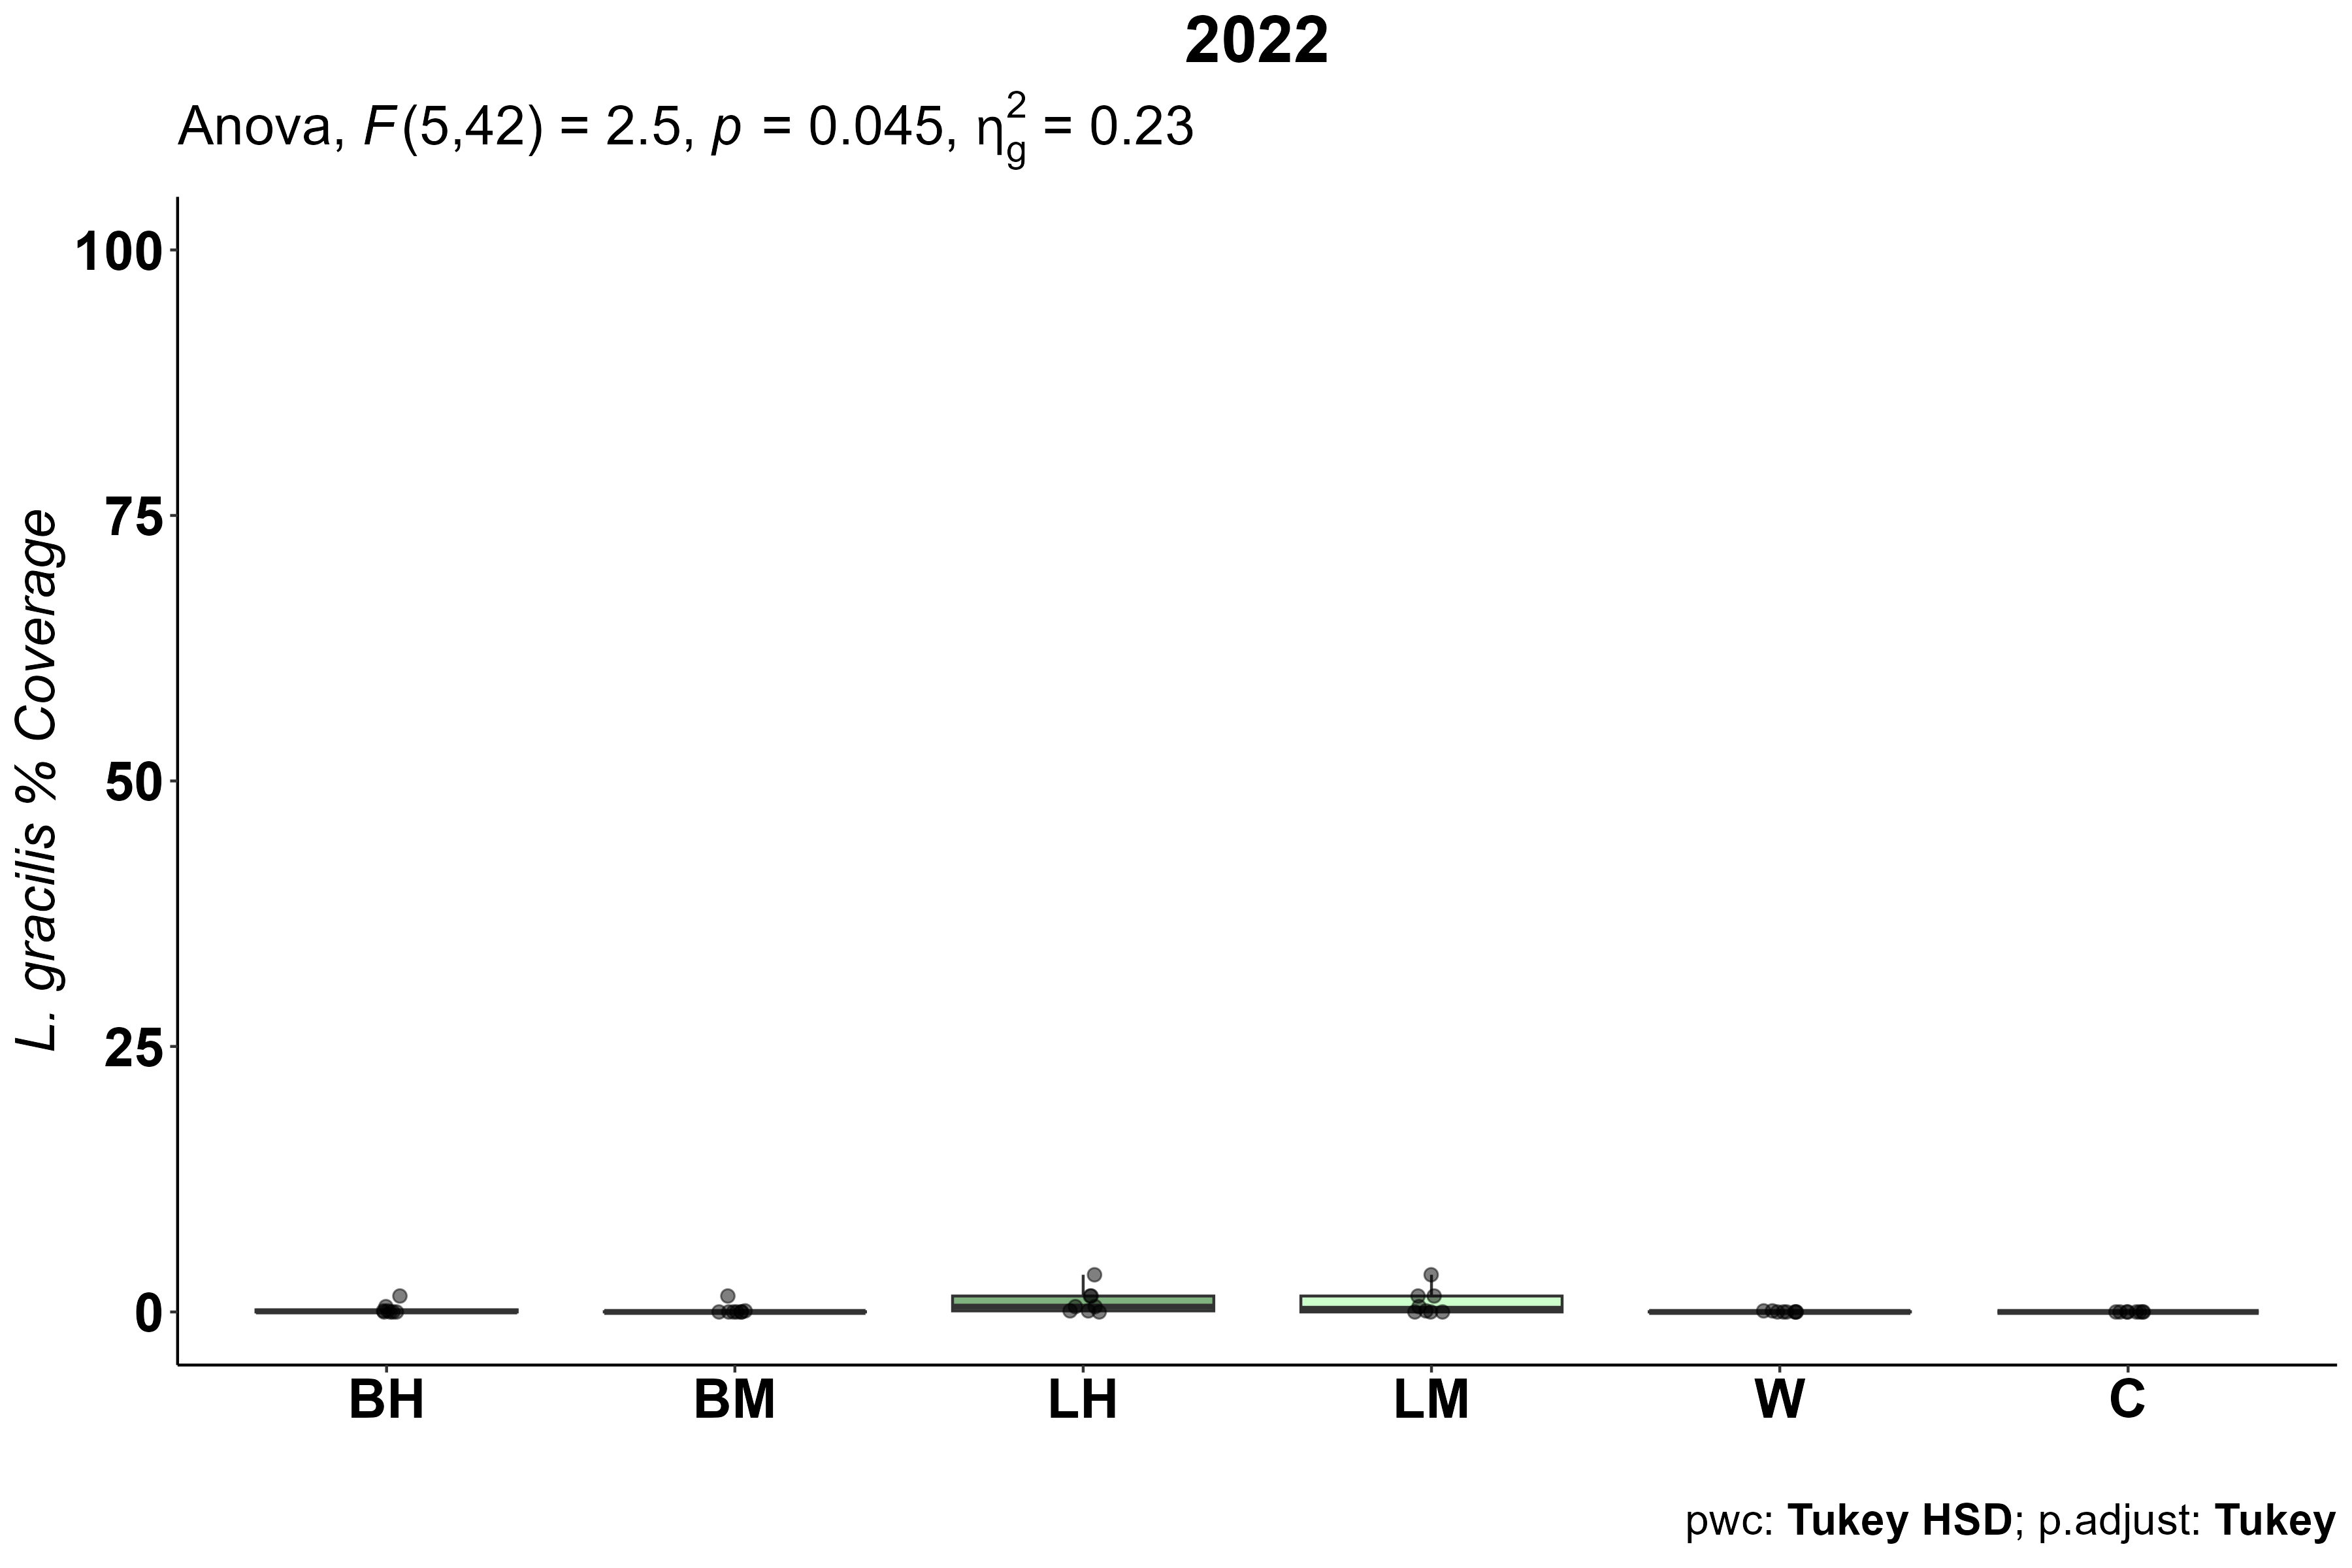 2022
Anova, F(5,42) = 2.5, p = 0.045, η²g = 0.23
L. gracilis % Coverage
100
75
50
25
0
BH BM LH LM W C
pwc: Tukey HSD; p.adjust: Tukey